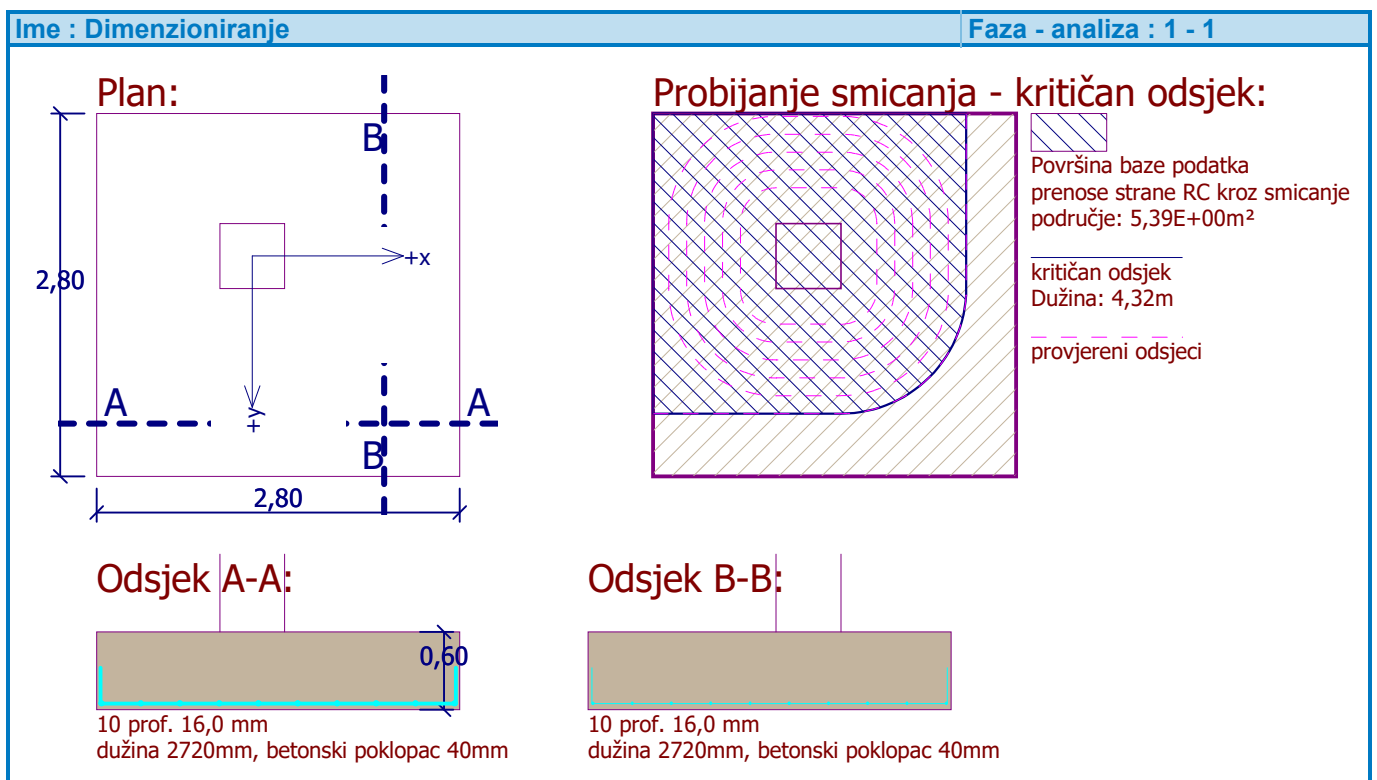 Ime : Dimenzioniranje
Faza - analiza : 1 - 1
Plan:
B
2,80
+x
A
A
+y
B
2,80
Probijanje smicanja - kritičan odsjek:
Površina baze podatka
prenose strane RC kroz smicanje
područje: 5,39E+00m²
kritičan odsjek
Dužina: 4,32m
provjereni odsjeci
Odsjek A-A:
0,60
10 prof. 16,0 mm
dužina 2720mm, betonski poklopac 40mm
Odsjek B-B:
10 prof. 16,0 mm
dužina 2720mm, betonski poklopac 40mm